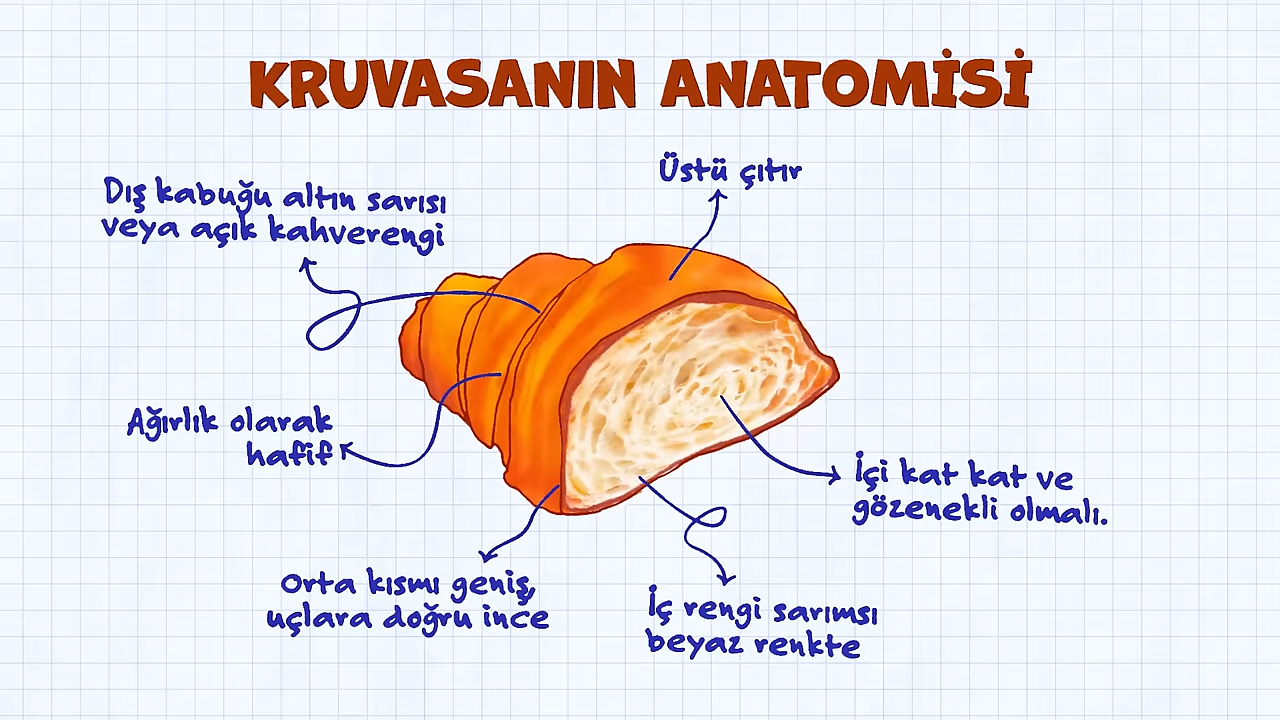 KRUVASANIN ANATOMİSİ
Üstü çıtır
Dış kabuğu altın sarısı
veya açık kahverengi
Ağırlık olarak
hafif
İçi kat kat ve
gözenekli olmalı.
Orta kısmı geniş,
uçlara doğru ince
İç rengi sarımsı
beyaz renkte